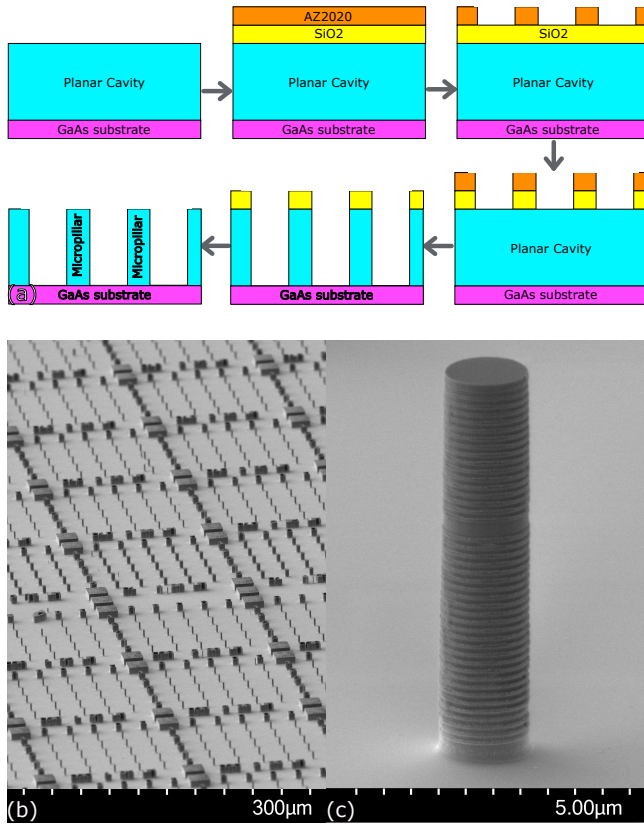 AZ2020
SiO2
Planar Cavity
GaAs substrate
SiO2
Planar Cavity
GaAs substrate
Planar Cavity
GaAs substrate
Micropillar
Micropillar
(a)
GaAs substrate
GaAs substrate
Planar Cavity
GaAs substrate
(b)
300µm
(c)
5.00µm